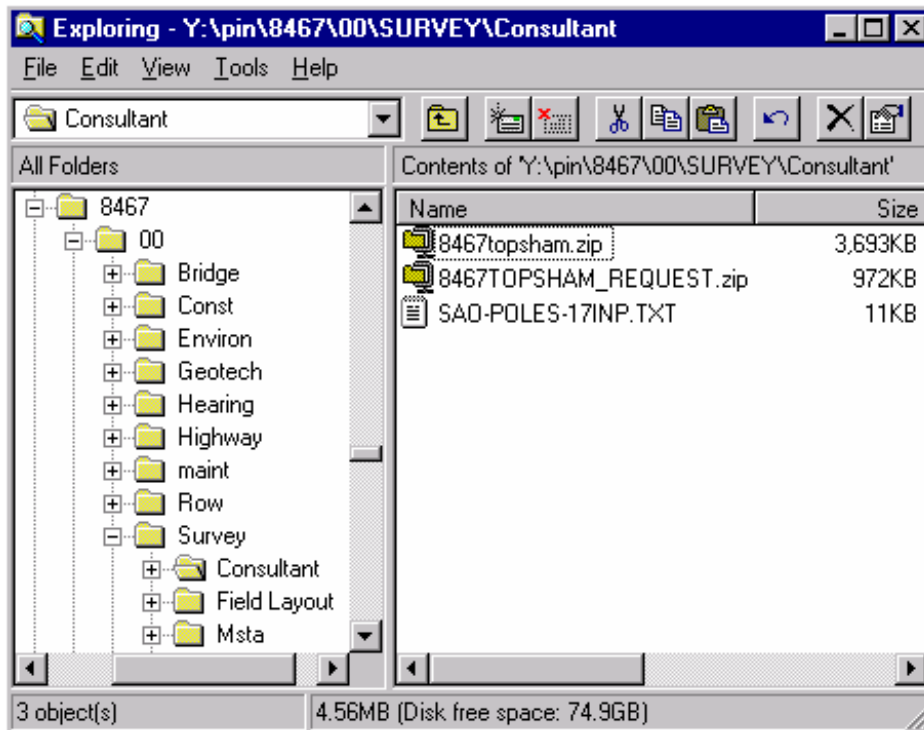 Exploring - Y:\pin\8467\00\SURVEY\Consultant
File Edit View Tools Help
Consultant
All Folders
Contents of 'Y:\pin\8467\00\SURVEY\Consultant'
8467
00
Bridge
Const
Environ
Geotech
Hearing
Highway
maint
Row
Survey
Consultant
Field Layout
Msta
Name Size
8467topsham.zip 3,693KB
8467TOPSHAM_REQUEST.zip 972KB
SAO-POLES-17INP.TXT 11KB
3 object(s)
4.56MB (Disk free space: 74.9GB)